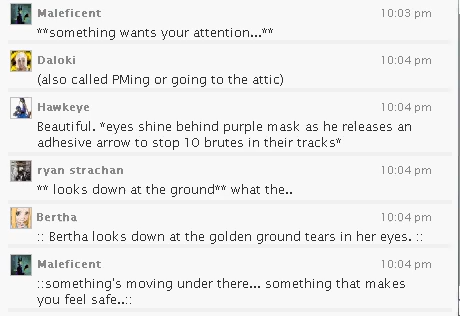 Maleficent 10:03 pm
**something wants your attention...**
Daloki 10:04 pm
(also called PMing or going to the attic)
Hawkeye 10:04 pm
Beautiful. *eyes shine behind purple mask as he releases an
adhesive arrow to stop 10 brutes in their tracks*
ryan strachan 10:04 pm
** looks down at the ground** what the..
Bertha 10:04 pm
:: Bertha looks down at the golden ground tears in her eyes. ::
Maleficent 10:04 pm
::something's moving under there... something that makes
you feel safe..::